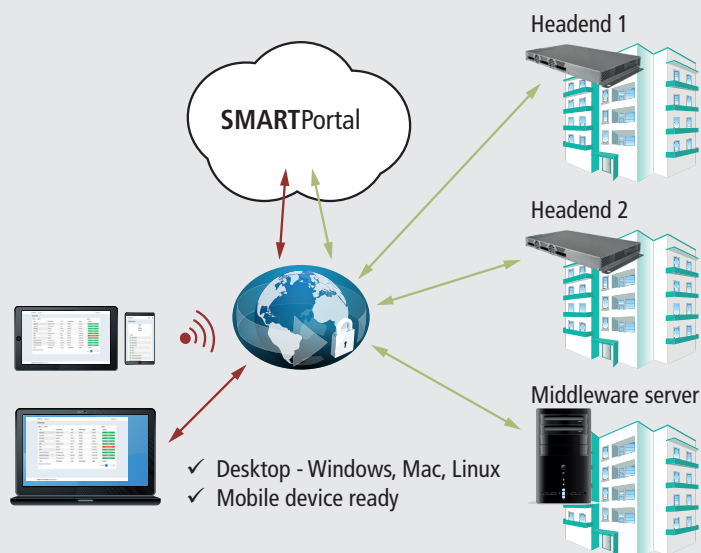 Headend 1
SMARTPortal
Headend 2
Middleware server
✓ Desktop - Windows, Mac, Linux
✓ Mobile device ready